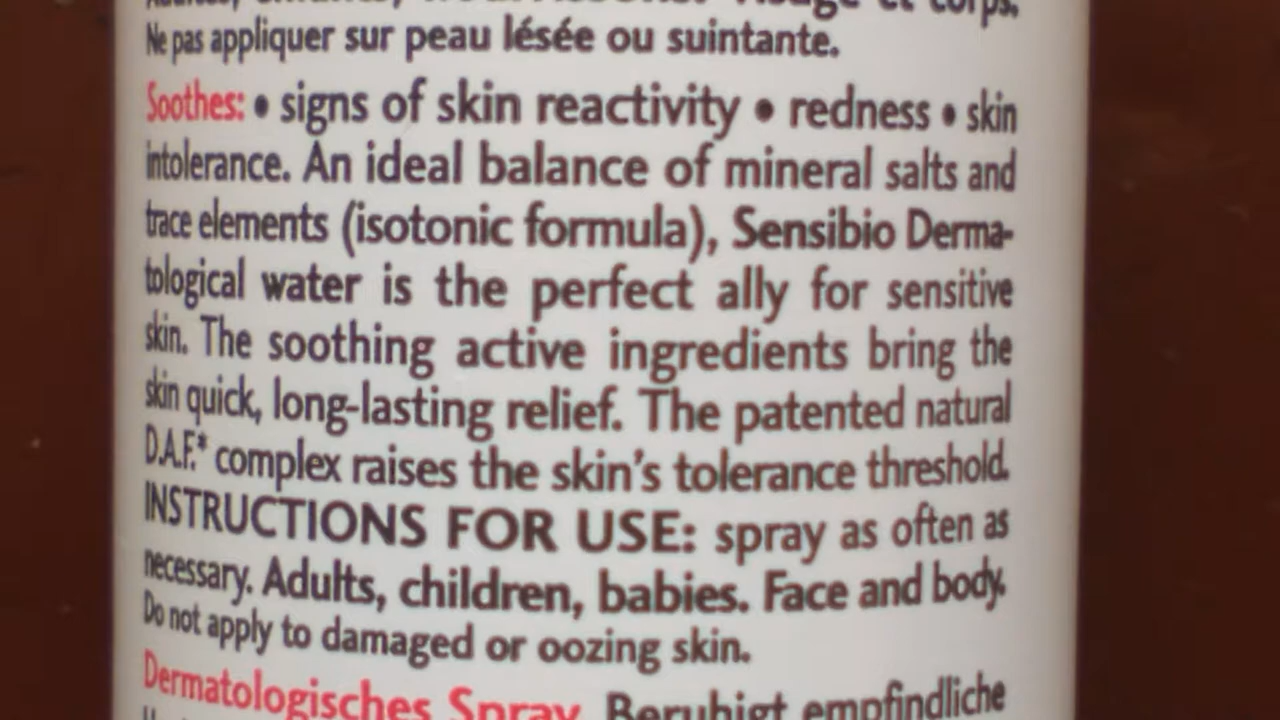 et corps.
Ne pas appliquer sur peau lésée ou suintante.
Soothes: • signs of skin reactivity • redness • skin
intolerance. An ideal balance of mineral salts and
trace elements (isotonic formula), Sensibio Derma-
tological water is the perfect ally for sensitive
skin. The soothing active ingredients bring the
skin quick, long-lasting relief. The patented natural
D.A.F.* complex raises the skin's tolerance threshold.
INSTRUCTIONS FOR USE: spray as often as
necessary. Adults, children, babies. Face and body.
Do not apply to damaged or oozing skin.
Dermatologisches Spray. Beruhigt empfindliche